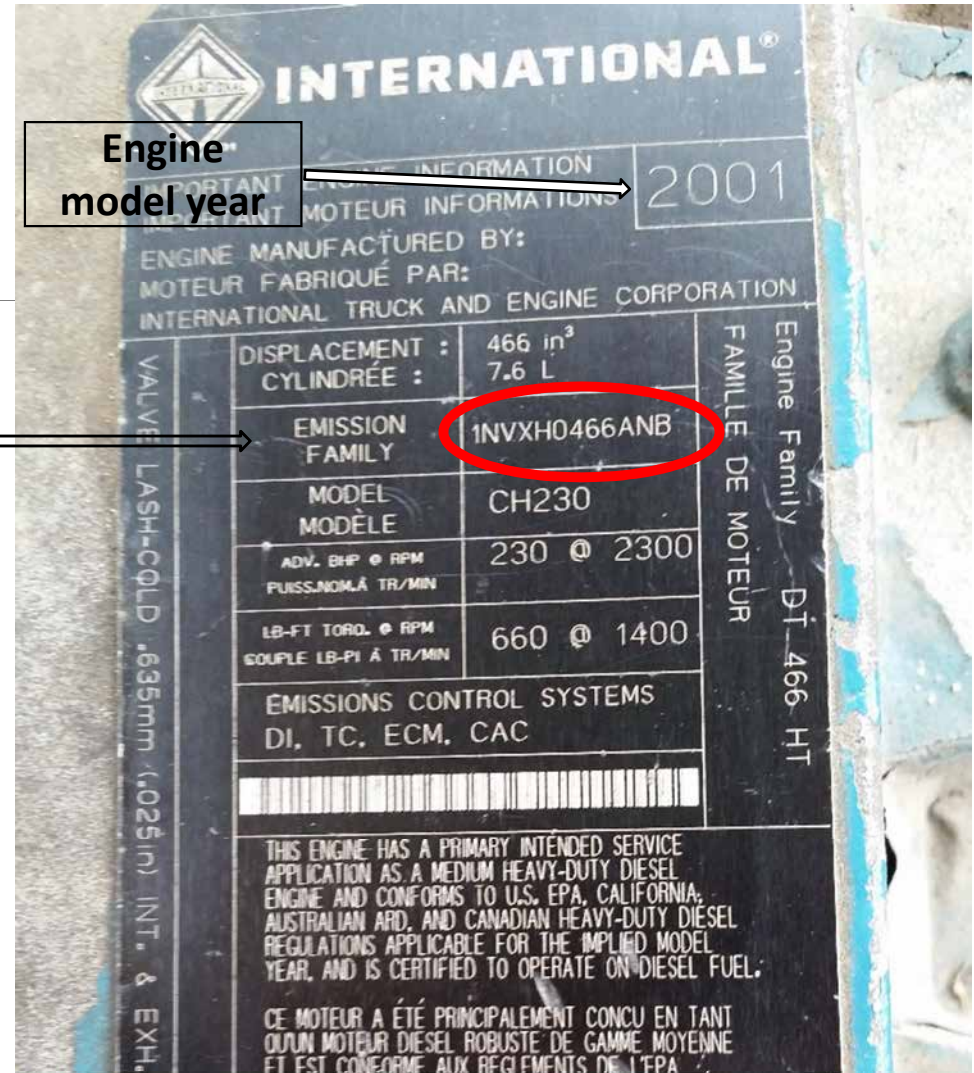 INTERNATIONAL®
Engine
model year
IMPORTANT ENGINE INFORMATION
IMPORTANT MOTEUR INFORMATIONS
2001
ENGINE MANUFACTURED BY:
MOTEUR FABRIQUÉ PAR:
INTERNATIONAL TRUCK AND ENGINE CORPORATION
DISPLACEMENT : 466 in³
CYLINDRÉE : 7.6 L
EMISSION
FAMILY
1NVXH0466ANB
MODEL
MODÈLE
CH230
ADV. BHP @ RPM
PUISS.NOM.À TR/MIN
230 @ 2300
LB-FT TORQ. @ RPM
COUPLE LB-PI À TR/MIN
660 @ 1400
EMISSIONS CONTROL SYSTEMS
DI, TC, ECM, CAC
Engine Family DT 466 HT
FAMILLE DE MOTEUR
VALVE LASH-COLD .635mm (.025in) INT. & EXH.
THIS ENGINE HAS A PRIMARY INTENDED SERVICE
APPLICATION AS A MEDIUM HEAVY-DUTY DIESEL
ENGINE AND CONFORMS TO U.S. EPA, CALIFORNIA,
AUSTRALIAN ARD, AND CANADIAN HEAVY-DUTY DIESEL
REGULATIONS APPLICABLE FOR THE IMPLIED MODEL
YEAR, AND IS CERTIFIED TO OPERATE ON DIESEL FUEL.
CE MOTEUR A ÉTÉ PRINCIPALEMENT CONCU EN TANT
QU'UN MOTEUR DIESEL ROBUSTE DE GAMME MOYENNE
ET EST CONFORME AUX REGLEMENTS DE L'EPA